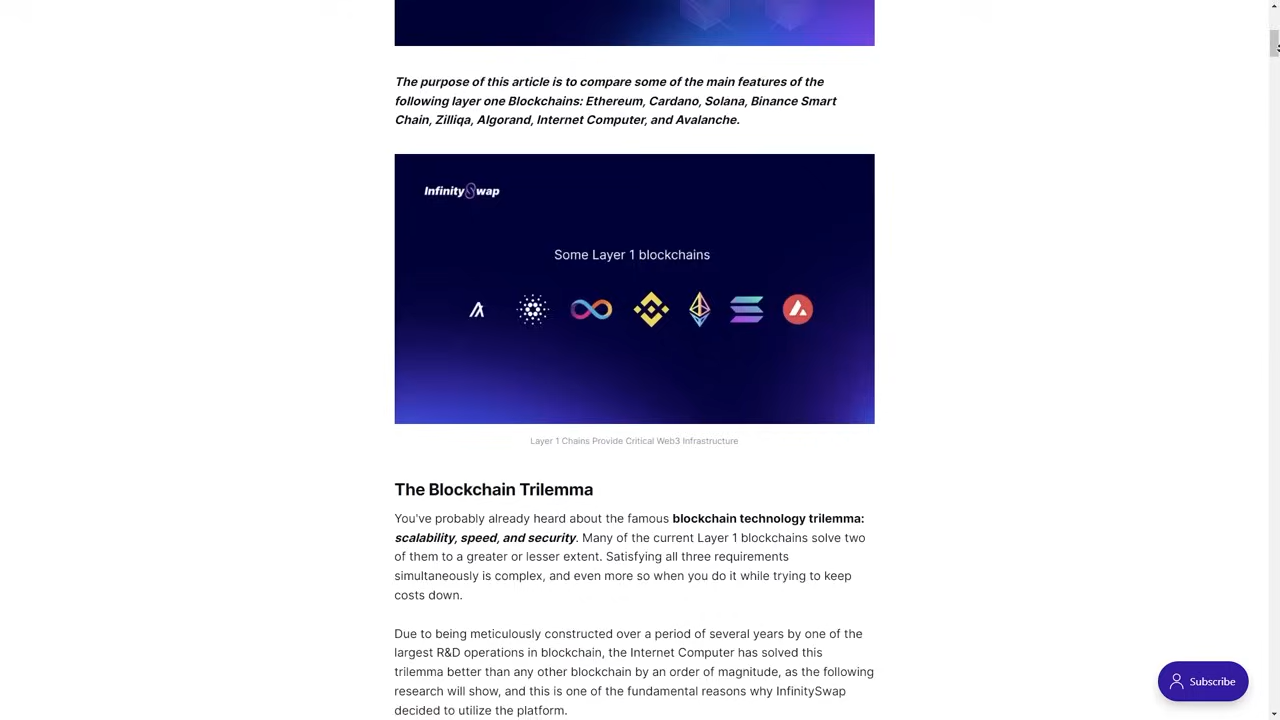 The purpose of this article is to compare some of the main features of the
following layer one Blockchains: Ethereum, Cardano, Solana, Binance Smart
Chain, Zilliqa, Algorand, Internet Computer, and Avalanche.
InfinitySwap
Some Layer 1 blockchains
Layer 1 Chains Provide Critical Web3 Infrastructure
The Blockchain Trilemma
You've probably already heard about the famous blockchain technology trilemma:
scalability, speed, and security. Many of the current Layer 1 blockchains solve two
of them to a greater or lesser extent. Satisfying all three requirements
simultaneously is complex, and even more so when you do it while trying to keep
costs down.
Due to being meticulously constructed over a period of several years by one of the
largest R&D operations in blockchain, the Internet Computer has solved this
trilemma better than any other blockchain by an order of magnitude, as the following
research will show, and this is one of the fundamental reasons why InfinitySwap
decided to utilize the platform.
Subscribe